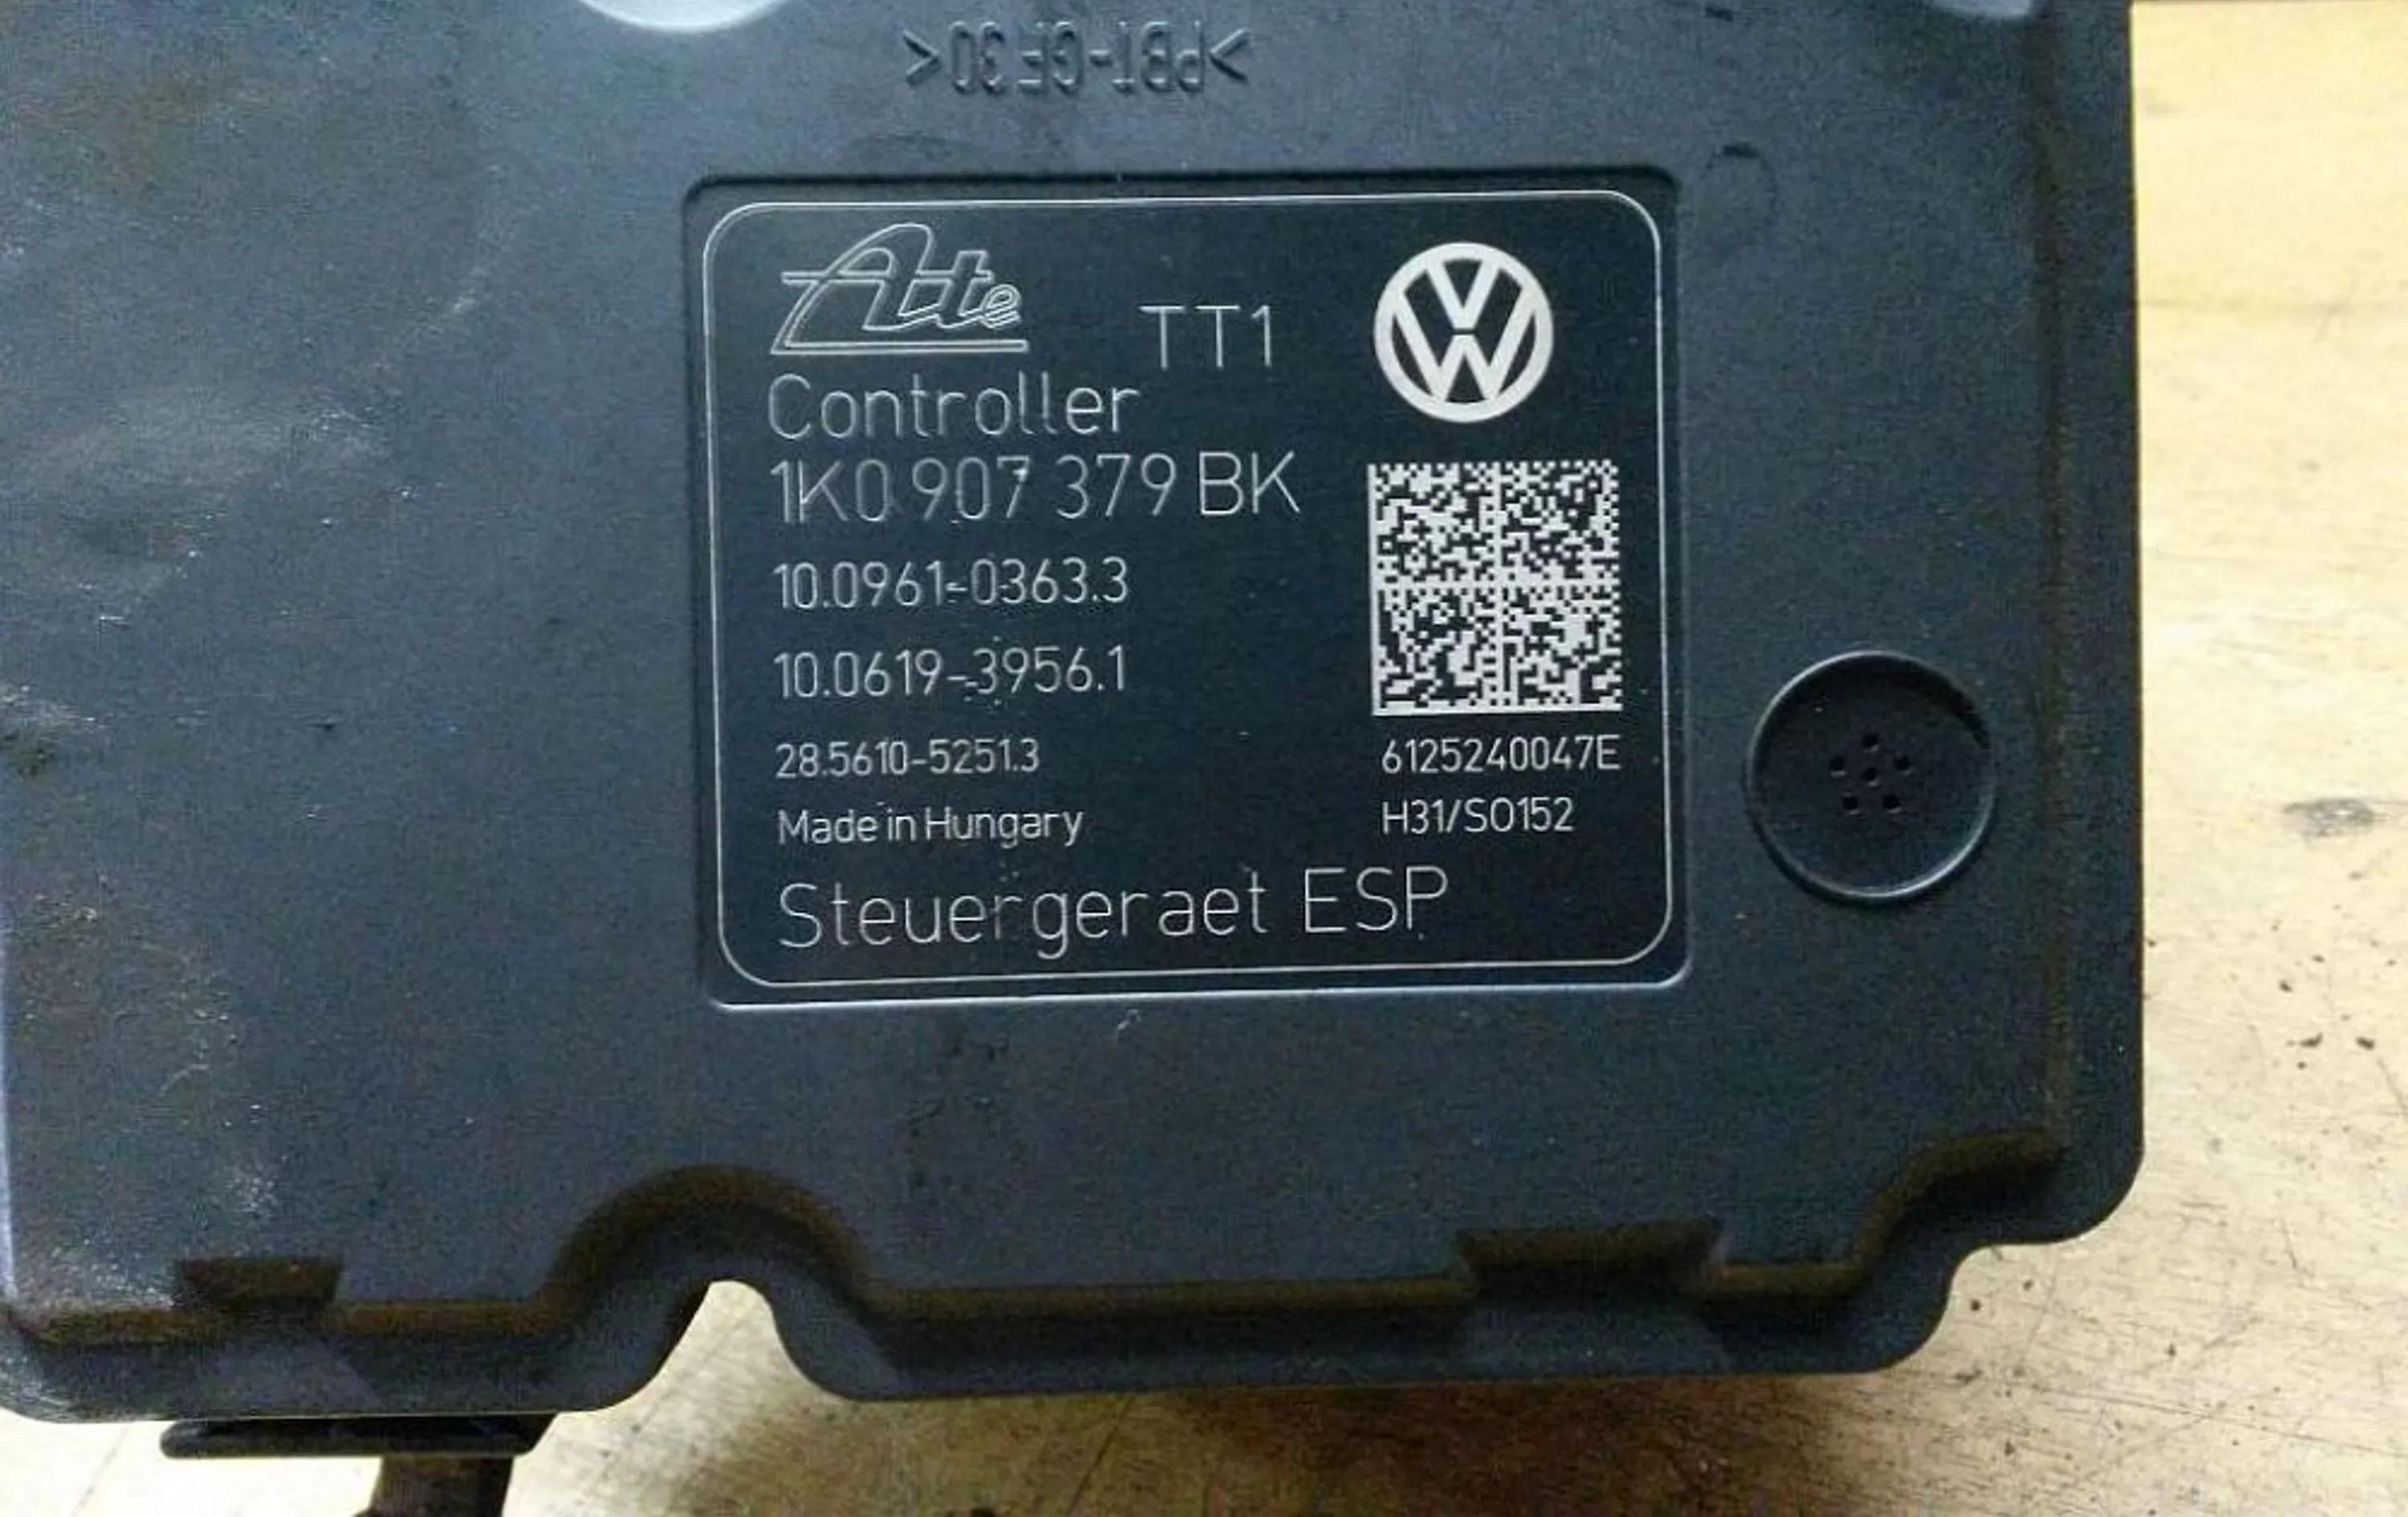 >PBT-GF30<
Ate
TT1
Controller
1K0 907 379 BK
10.0961-0363.3
10.0619-3956.1
28.5610-5251.3
6125240047E
Made in Hungary
H31/SO152
Steuergeraet ESP